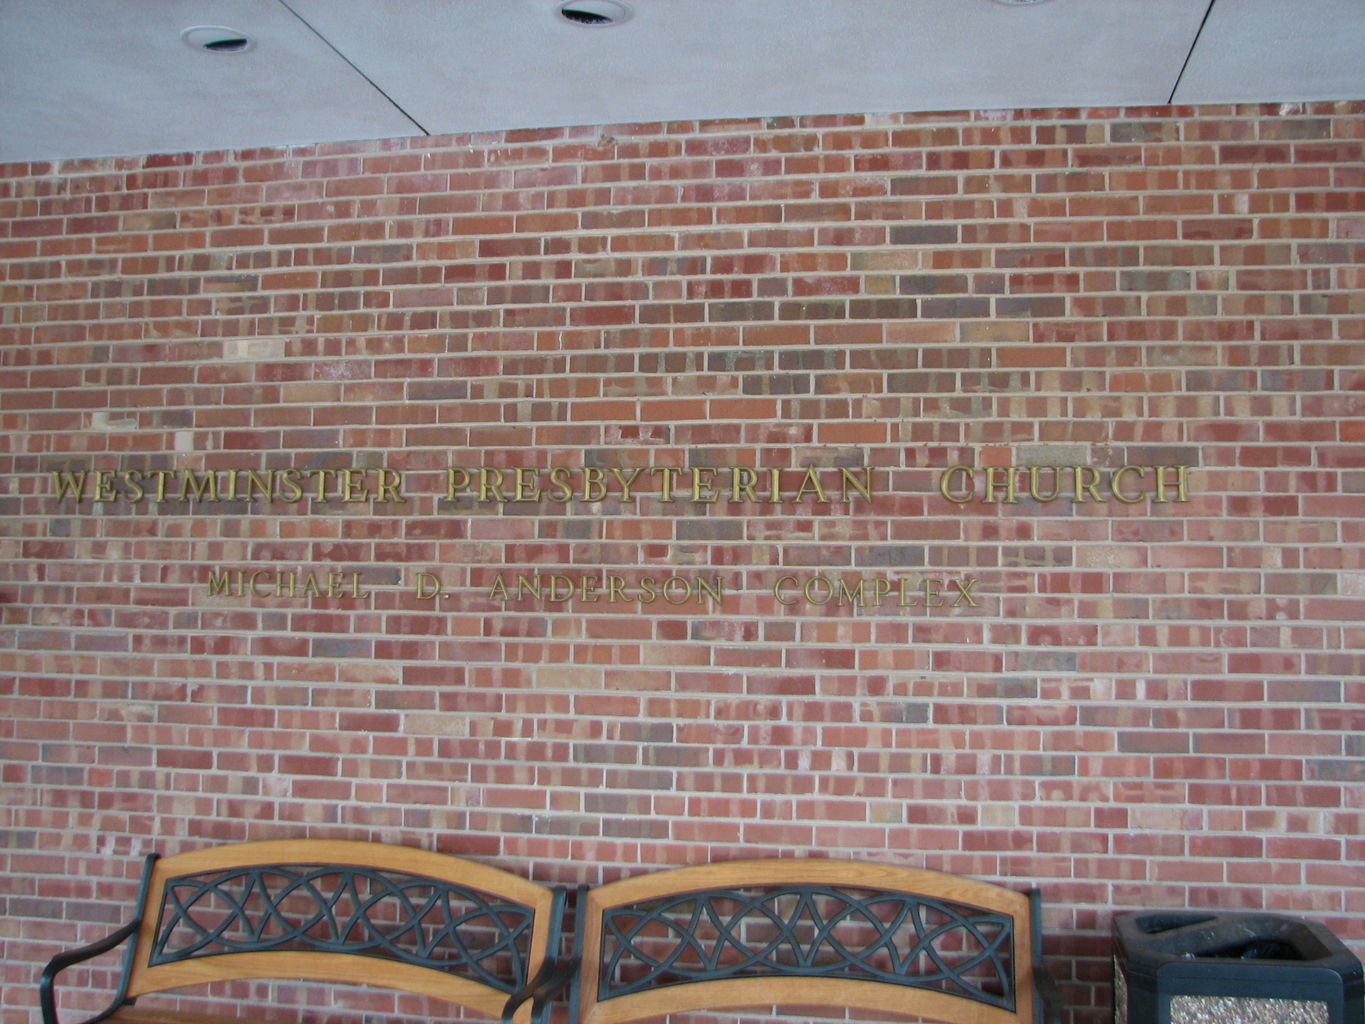 WESTMINSTER PRESBYTERIAN CHURCH
MICHAEL D. ANDERSON COMPLEX